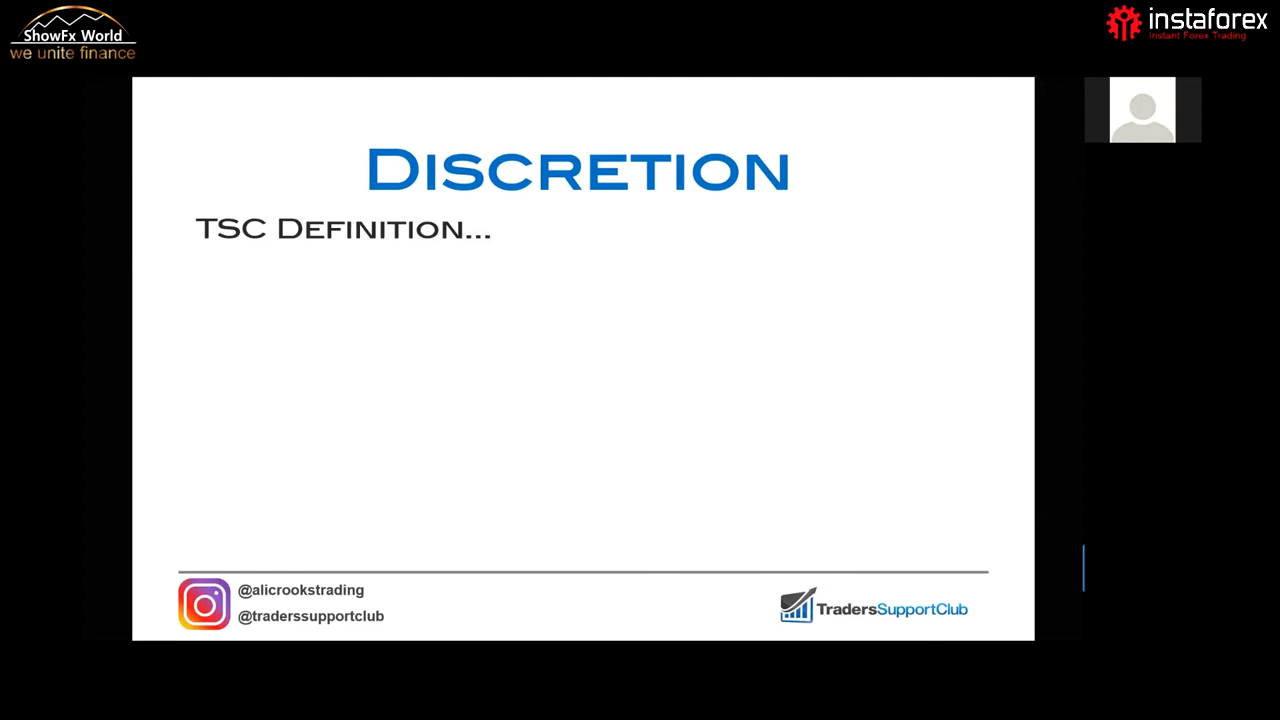 ShowFx World
we unite finance
instaforex
Instant Forex Trading
Discretion
TSC Definition...
@alicrookstrading
@traderssupportclub
TradersSupportClub